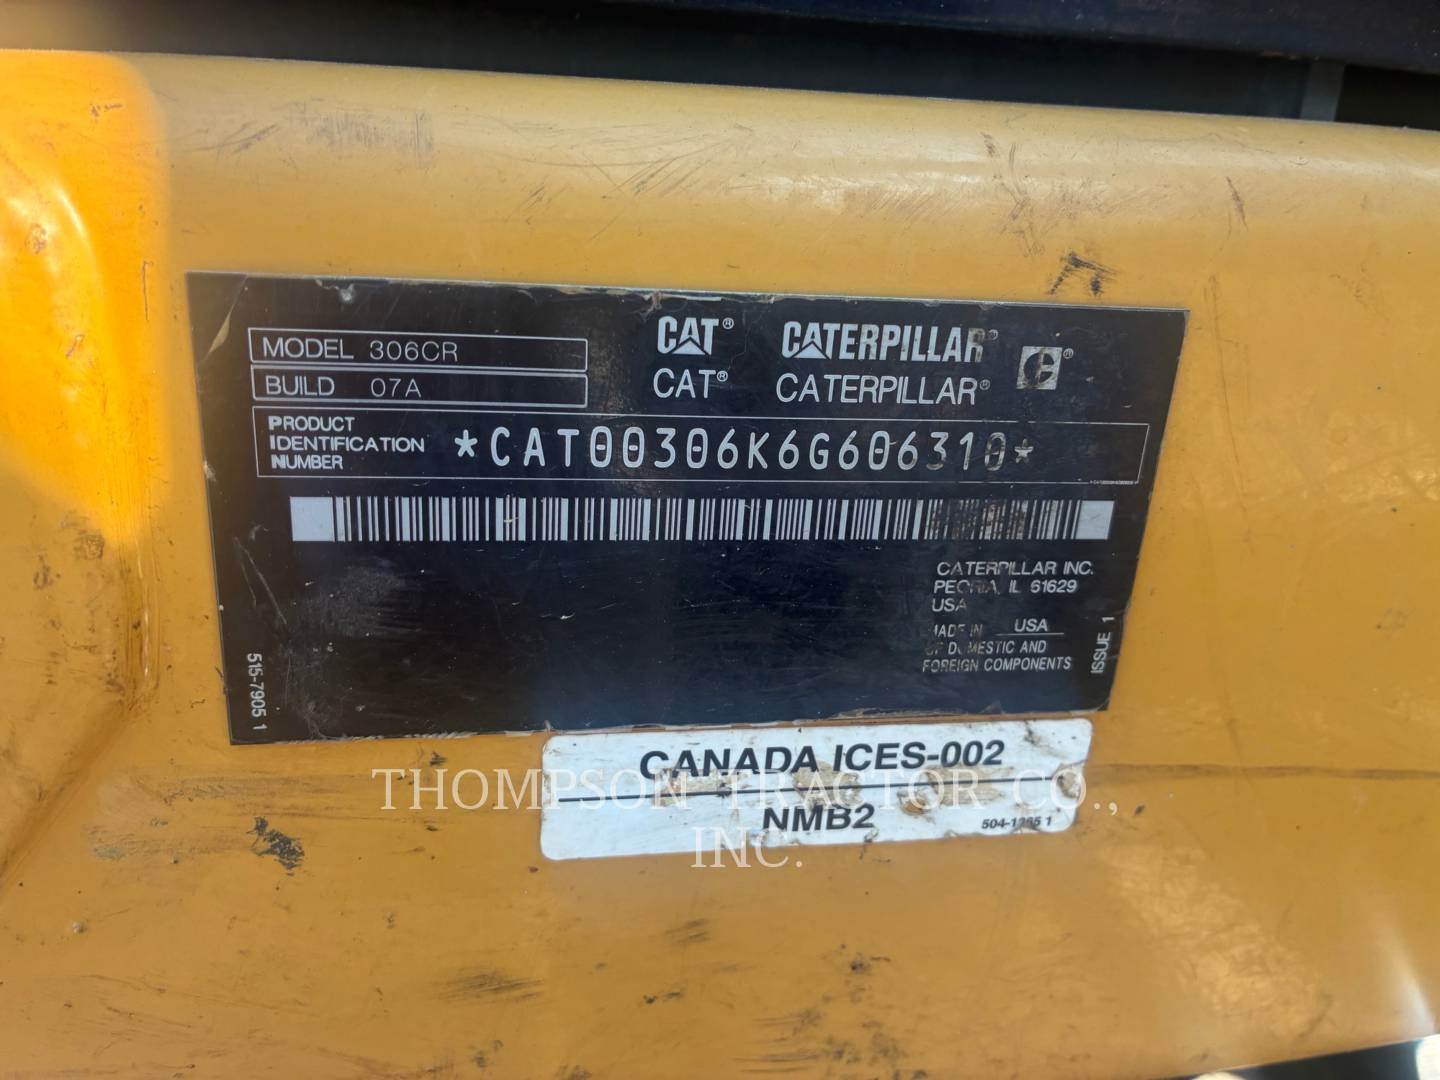 MODEL 306CR
BUILD 07A
CAT® CATERPILLAR®
CAT® CATERPILLAR® ®
PRODUCT
IDENTIFICATION
NUMBER
*CAT00306K6G606310*
CATERPILLAR INC.
PEORIA, IL 61629
USA
MADE IN USA
OF DOMESTIC AND
FOREIGN COMPONENTS
ISSUE 1
515-7905 1
CANADA ICES-002
NMB2
THOMPSON TRACTOR CO.,
INC.